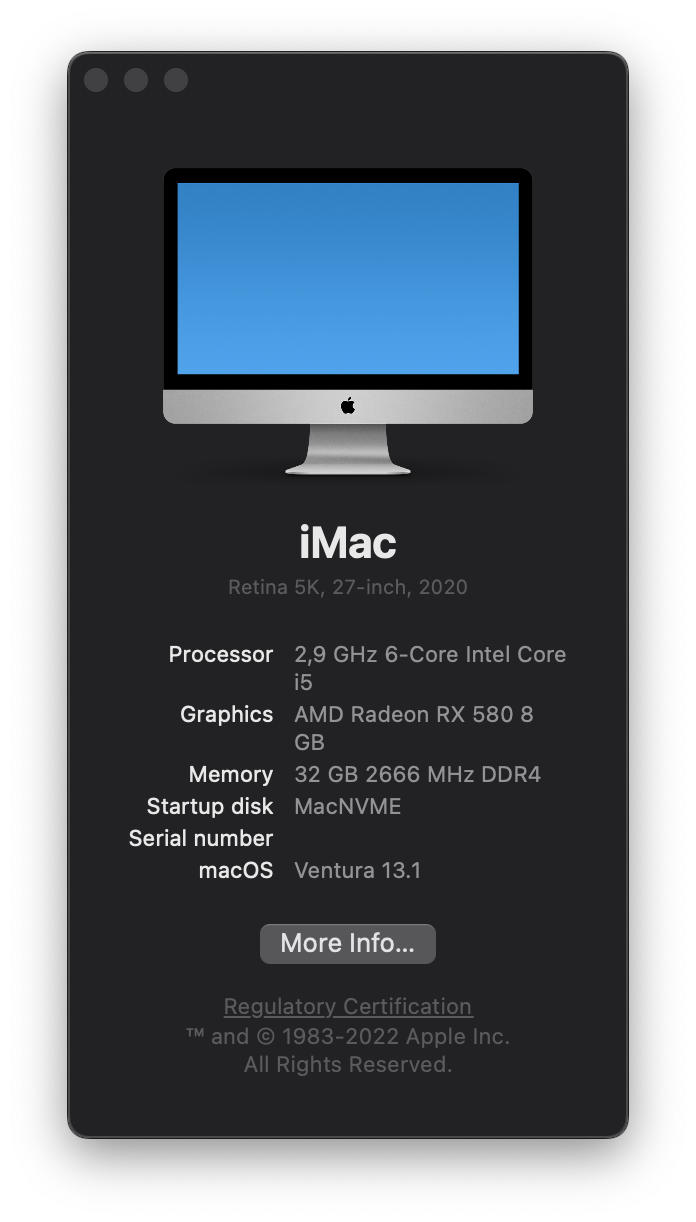 iMac
Retina 5K, 27-inch, 2020
Processor 2,9 GHz 6-Core Intel Core
i5
Graphics AMD Radeon RX 580 8
GB
Memory 32 GB 2666 MHz DDR4
Startup disk MacNVME
Serial number
macOS Ventura 13.1
More Info...
Regulatory Certification
™ and © 1983-2022 Apple Inc.
All Rights Reserved.